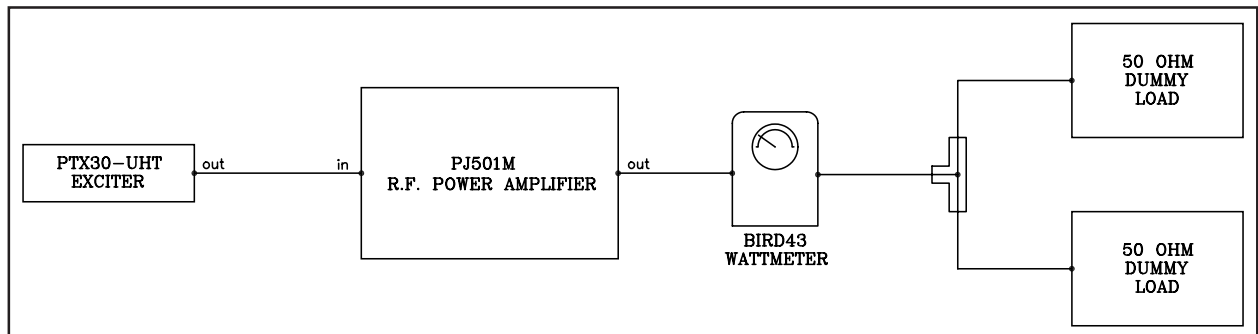 PTX30-UHT
EXCITER
out
in
PJ501M
R.F. POWER AMPLIFIER
out
BIRD43
WATTMETER
50 OHM
DUMMY
LOAD
50 OHM
DUMMY
LOAD